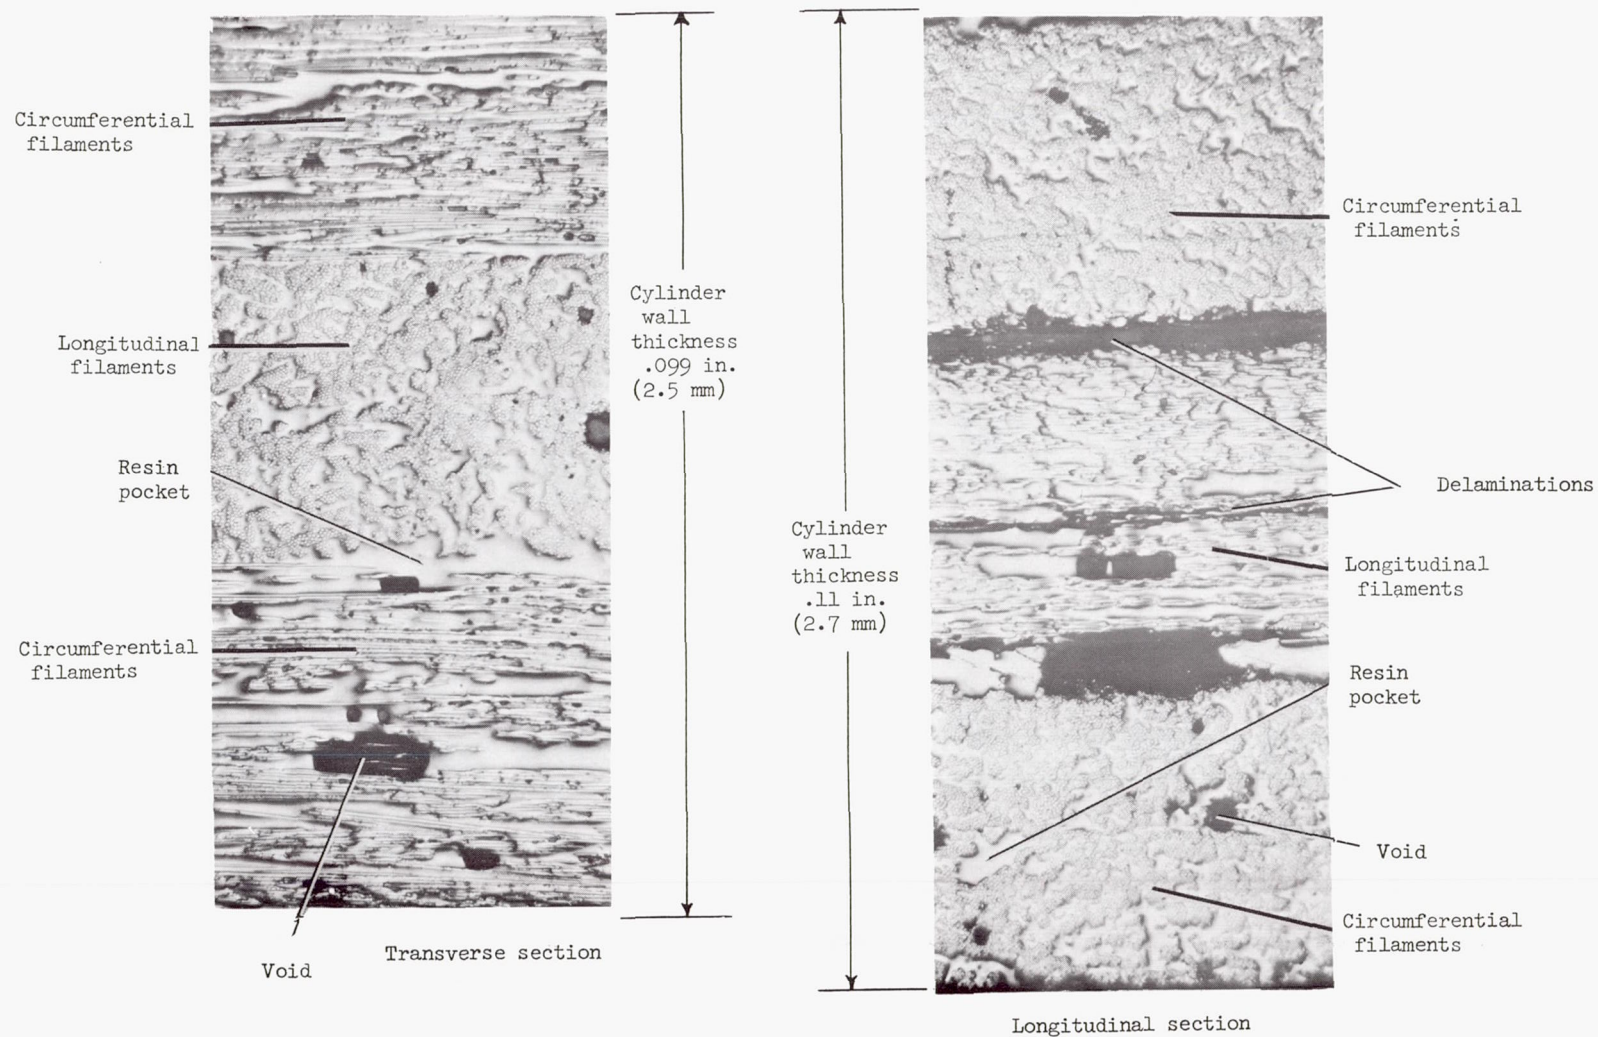 Circumferential
filaments
Longitudinal
filaments
Resin
pocket
Circumferential
filaments
Void
Transverse section
Cylinder
wall
thickness
.099 in.
(2.5 mm)
Cylinder
wall
thickness
.11 in.
(2.7 mm)
Circumferential
filaments
Delaminations
Longitudinal
filaments
Resin
pocket
Void
Circumferential
filaments
Longitudinal section